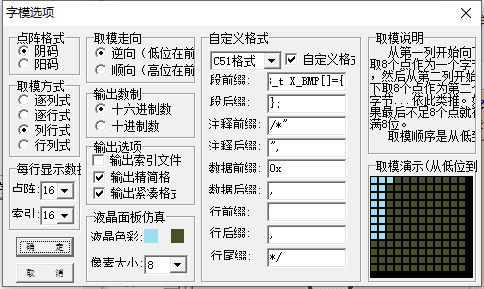 字模选项
点阵格式
阴码
阳码
取模方式
逐列式
逐行式
列行式
行列式
每行显示数据
点阵: 16
索引: 16
确 定
取 消
取模走向
逆向（低位在前
顺向（高位在前
输出数制
十六进制数
十进制数
输出选项
输出索引文件
输出精简格
输出紧凑格式
液晶面板仿真
液晶色彩:
像素大小: 8
自定义格式
C51格式
自定义格式
段前缀: _t X_BMP[]={
段后缀: };
注释前缀: /*"
注释后缀: ",
数据前缀: 0x
数据后缀: ,
行前缀:
行后缀: ,
行尾缀: */
取模说明
从第一列开始向下
取8个点作为一个字节
，然后从第二列开始
下取8个点作为第二
字节...依此类推。如
果最后不足8个点就补
满8位。
取模顺序是从低到
取模演示(从低位到